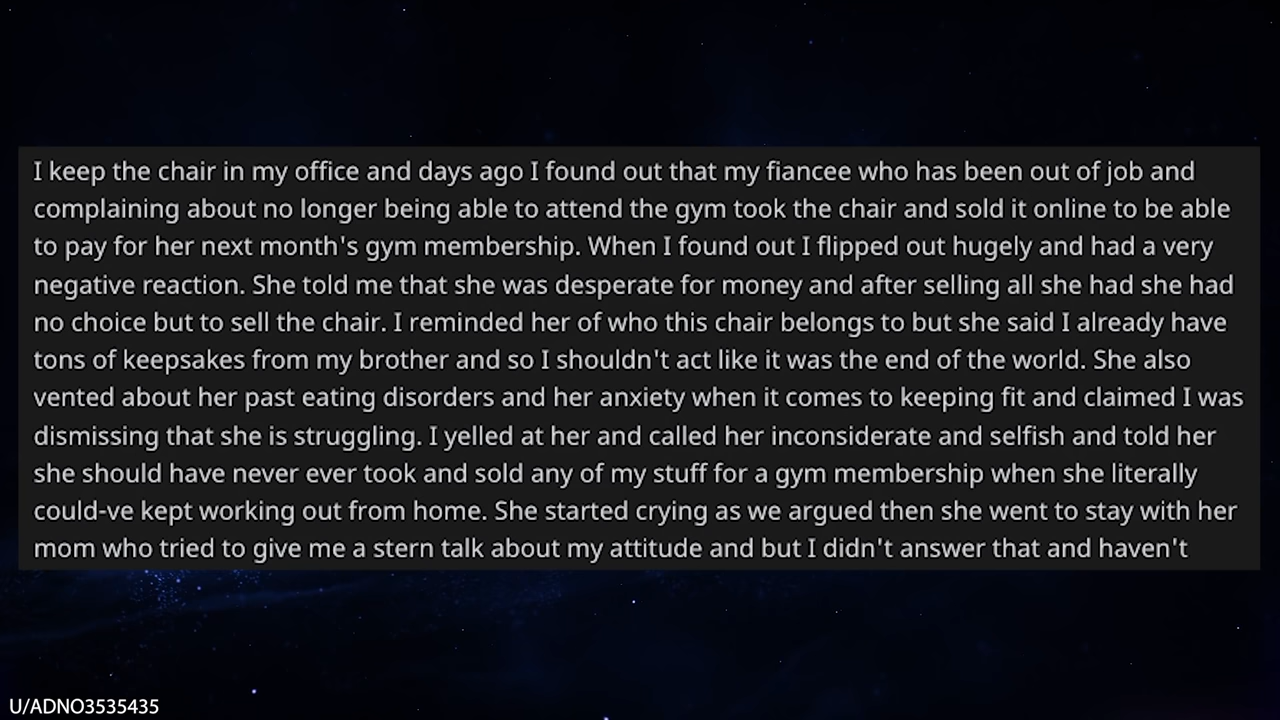 I keep the chair in my office and days ago I found out that my fiancee who has been out of job and
complaining about no longer being able to attend the gym took the chair and sold it online to be able
to pay for her next month's gym membership. When I found out I flipped out hugely and had a very
negative reaction. She told me that she was desperate for money and after selling all she had she had
no choice but to sell the chair. I reminded her of who this chair belongs to but she said I already have
tons of keepsakes from my brother and so I shouldn't act like it was the end of the world. She also
vented about her past eating disorders and her anxiety when it comes to keeping fit and claimed I was
dismissing that she is struggling. I yelled at her and called her inconsiderate and selfish and told her
she should have never ever took and sold any of my stuff for a gym membership when she literally
could-ve kept working out from home. She started crying as we argued then she went to stay with her
mom who tried to give me a stern talk about my attitude and but I didn't answer that and haven't
U/ADNO3535435